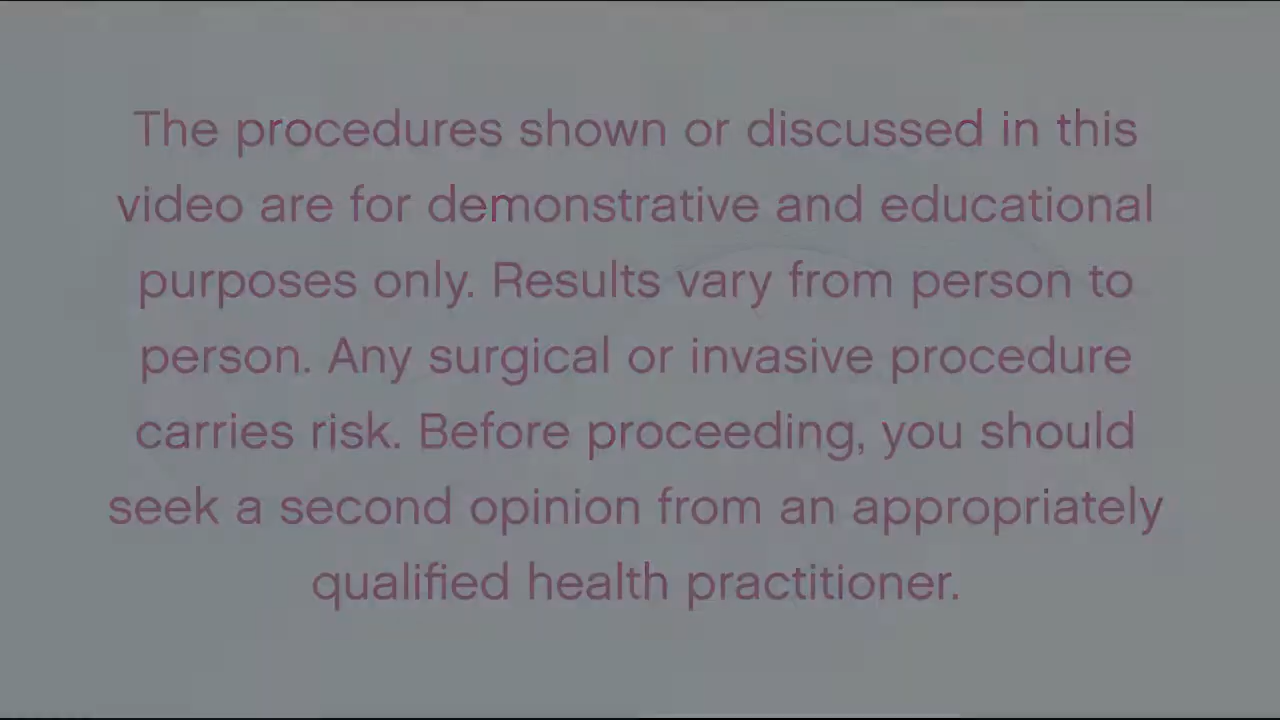 The procedures shown or discussed in this
video are for demonstrative and educational
purposes only. Results vary from person to
person. Any surgical or invasive procedure
carries risk. Before proceeding, you should
seek a second opinion from an appropriately
qualified health practitioner.